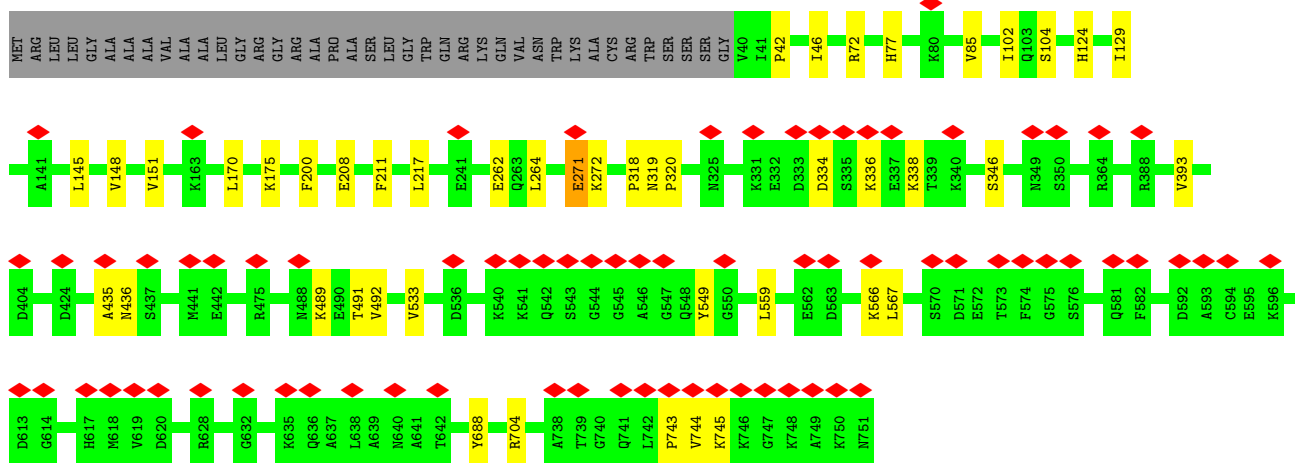 MET ARG LEU LEU GLY ALA ALA ALA VAL ALA ALA LEU GLY ARG GLY ARG ALA PRO ALA SER LEU GLY TRP GLN ARG LYS GLN VAL ASN TRP LYS ALA CYS ARG TRP SER SER SER GLY V40 I41 P42 I46 R72 H77 K80 V85 I102 Q103 S104 H124 I129
A141 L145 V148 V151 K163 L170 K175 F200 E208 F211 L217 E241 E262 Q263 L264 E271 K272 P318 N319 P320 N325 K331 E332 D333 D334 S335 K336 E337 K338 T339 K340 S346 N349 S350 R364 R388 V393
D404 D424 A435 N436 S437 M441 E442 R475 N488 K489 E490 T491 V492 V533 D536 K540 K541 Q542 S543 G544 G545 A546 G547 Q548 Y549 G550 L559 E562 D563 K566 L567 S570 D571 E572 T573 F574 G575 S576 Q581 F582 D592 A593 C594 E595 K596
D613 G614 H617 M618 V619 D620 R628 G632 K635 Q636 A637 L638 A639 N640 A641 T642 Y688 R704 A738 T739 G740 Q741 L742 P743 V744 K745 K746 G747 K748 A749 K750 N751